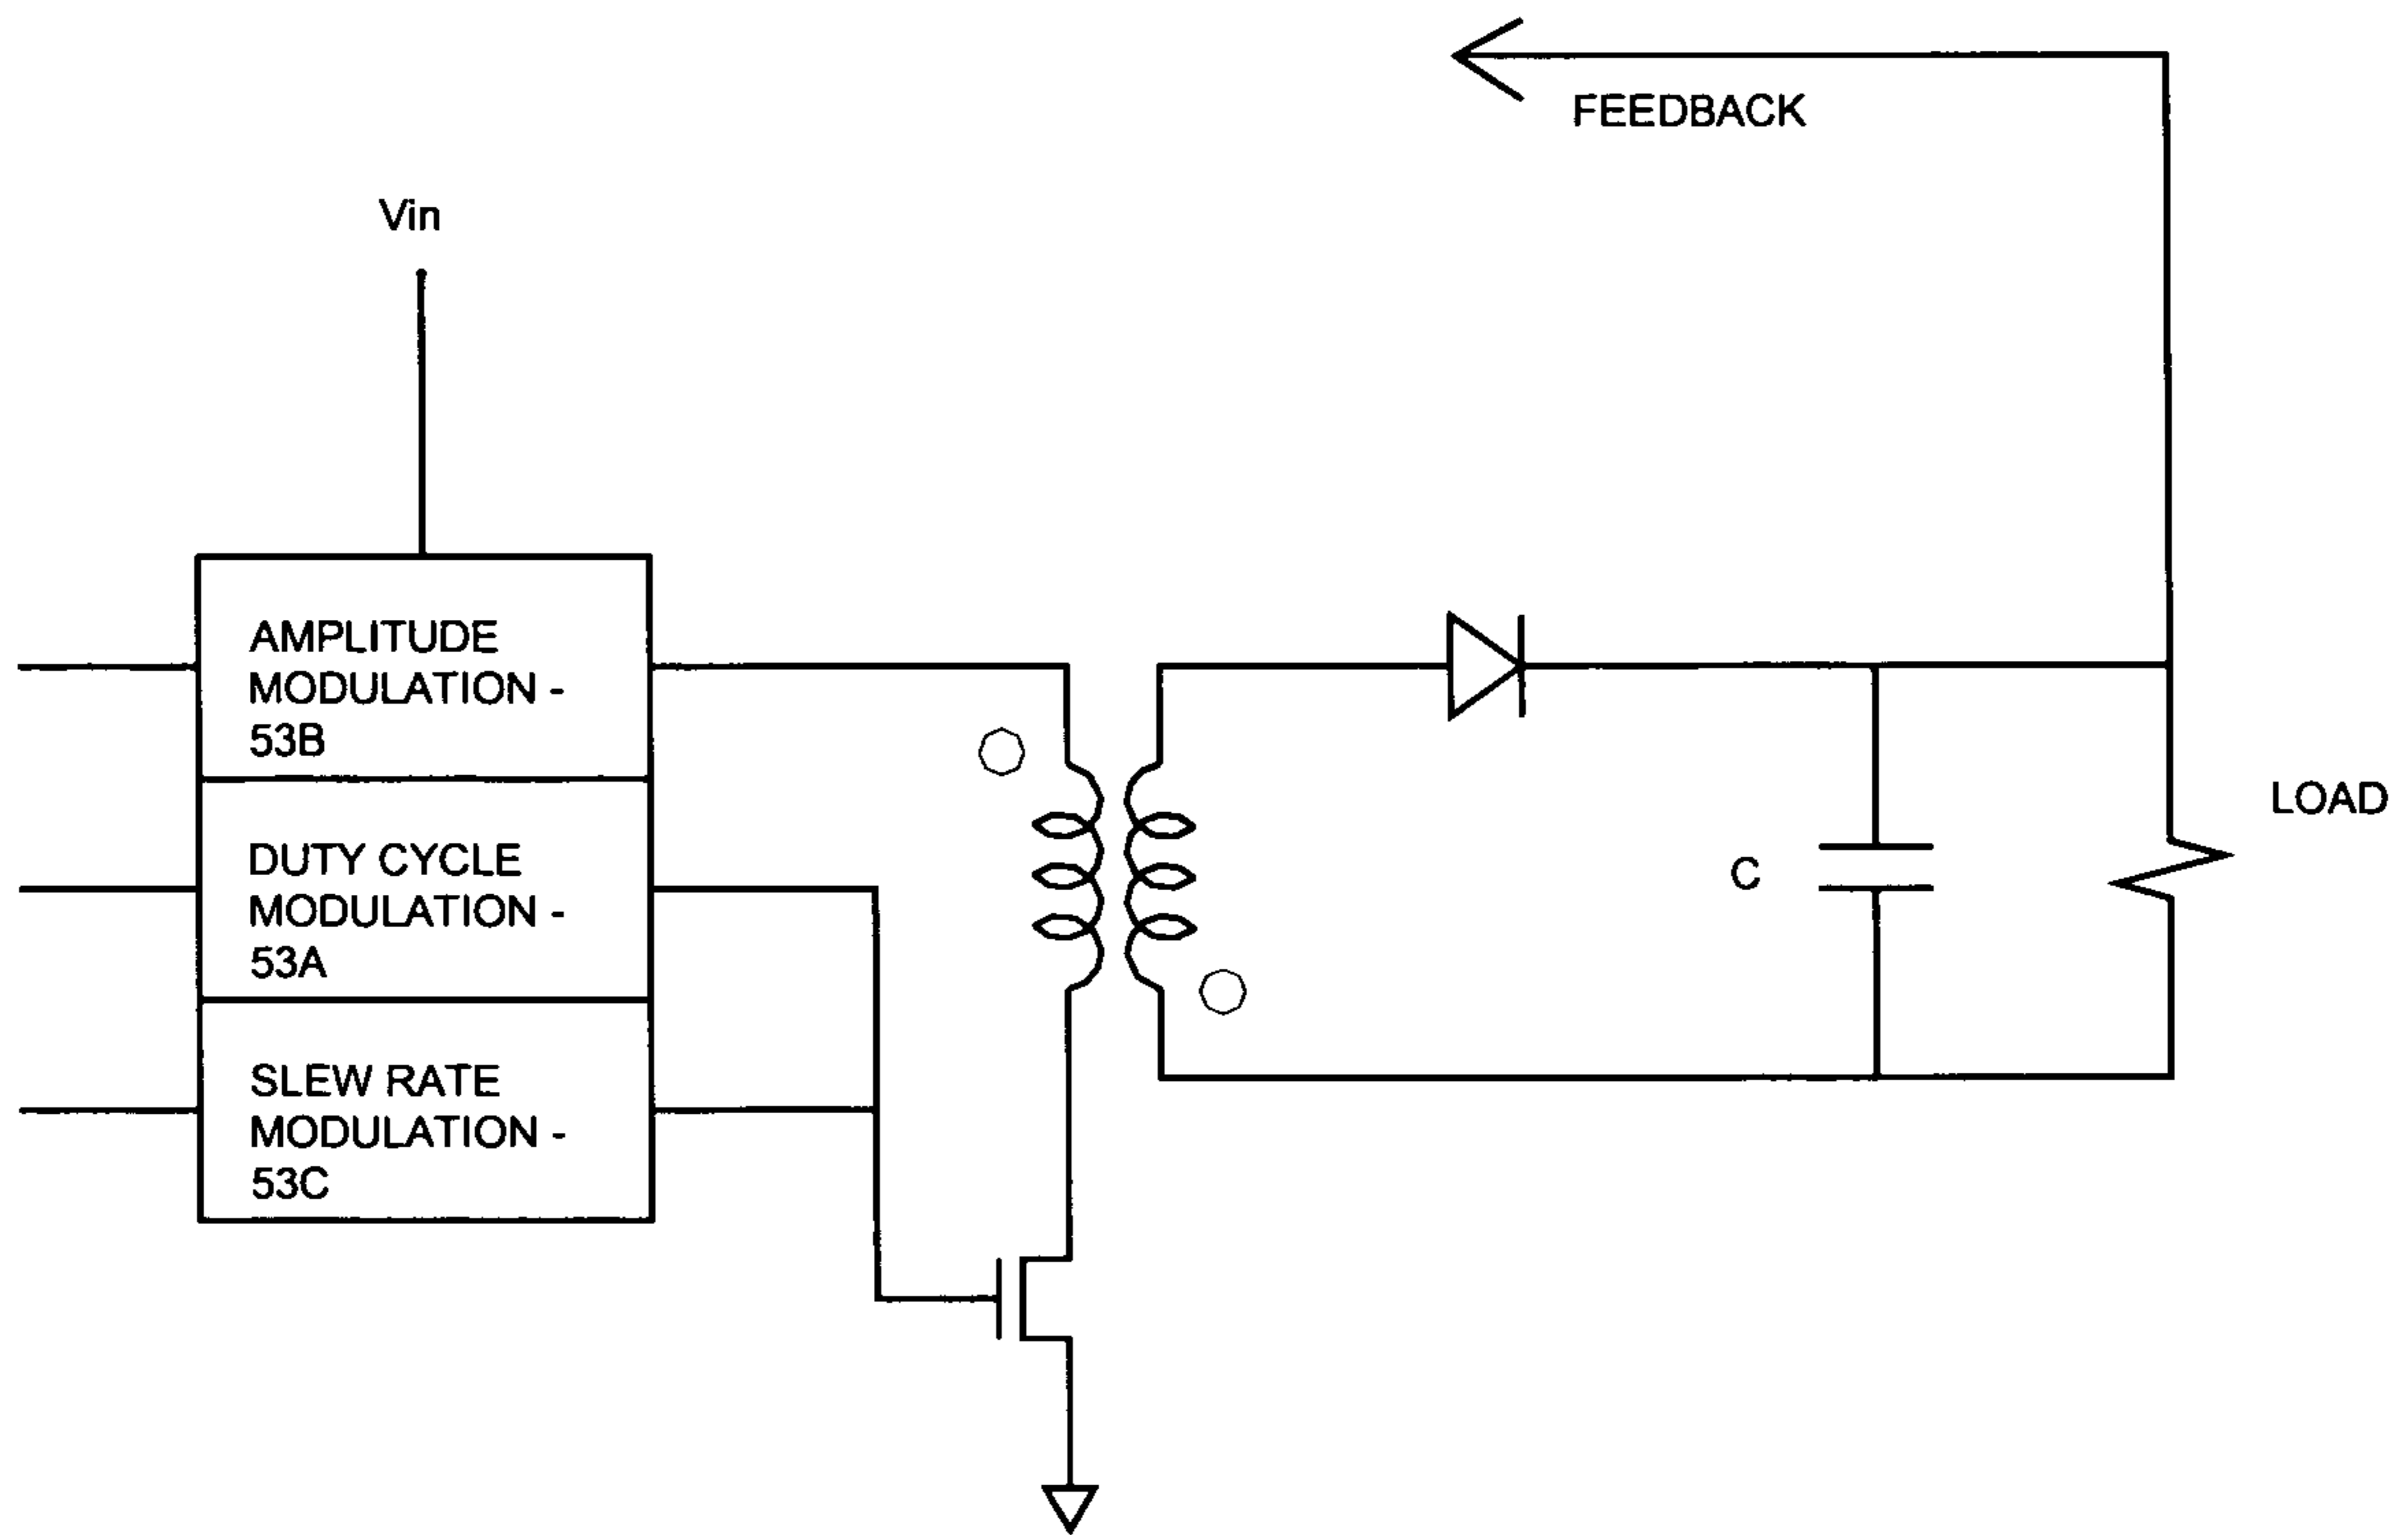 FEEDBACK
Vin
AMPLITUDE
MODULATION -
53B
LOAD
DUTY CYCLE
MODULATION -
53A
C
SLEW RATE
MODULATION -
53C